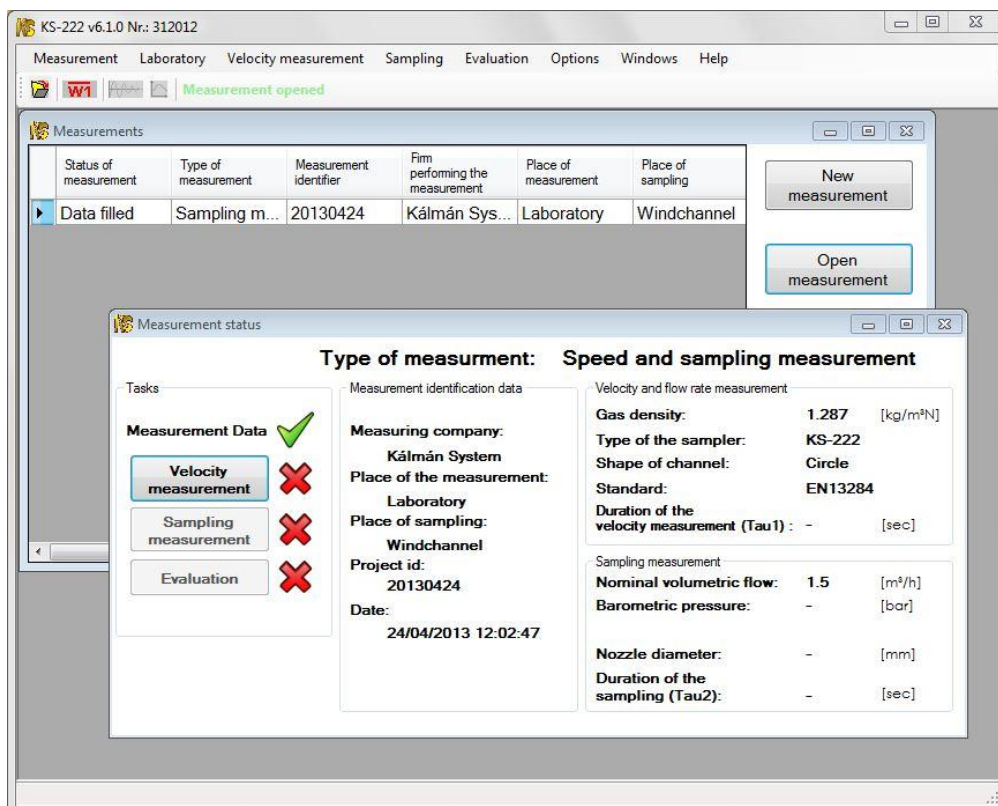 KS-222 v6.1.0 Nr.: 312012
Measurement Laboratory Velocity measurement Sampling Evaluation Options Windows Help
W1 Measurement opened
Measurements
Status of measurement
Type of measurement
Measurement identifier
Firm performing the measurement
Place of measurement
Place of sampling
Data filled Sampling m... 20130424 Kálmán Sys... Laboratory Windchannel
New measurement
Open measurement
Measurement status
Type of measurment: Speed and sampling measurement
Tasks
Measurement Data
Velocity measurement
Sampling measurement
Evaluation
Measurement identification data
Measuring company:
Kálmán System
Place of the measurement:
Laboratory
Place of sampling:
Windchannel
Project id:
20130424
Date:
24/04/2013 12:02:47
Velocity and flow rate measurement
Gas density: 1.287 [kg/m³N]
Type of the sampler: KS-222
Shape of channel: Circle
Standard: EN13284
Duration of the
velocity measurement (Tau1) : - [sec]
Sampling measurement
Nominal volumetric flow: 1.5 [m³/h]
Barometric pressure: - [bar]
Nozzle diameter: - [mm]
Duration of the
sampling (Tau2): - [sec]